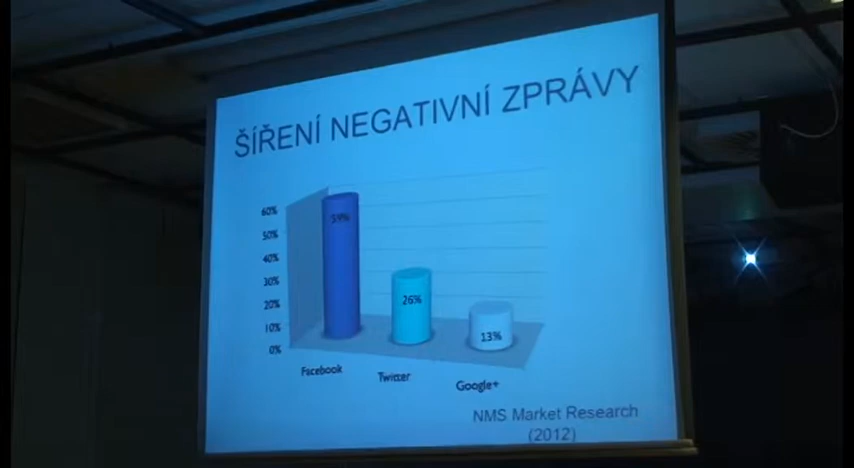 ŠÍŘENÍ NEGATIVNÍ ZPRÁVY
60%
50%
40%
30%
20%
10%
0%
59%
26%
13%
Facebook
Twitter
Google+
NMS Market Research
(2012)